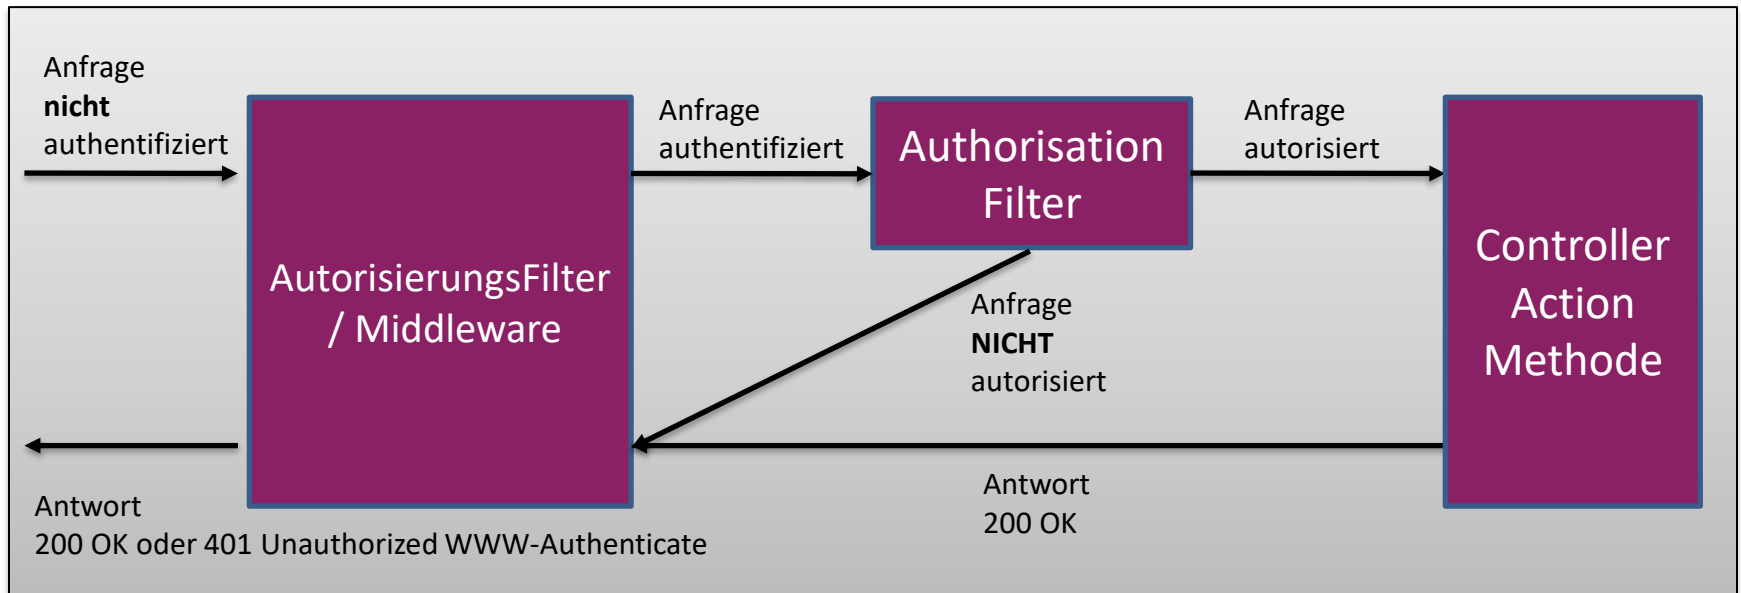 Anfrage
nicht
authentifiziert
AutorisierungsFilter
/ Middleware
Anfrage
authentifiziert
Authorisation
Filter
Anfrage
autorisiert
Controller
Action
Methode
Anfrage
NICHT
autorisiert
Antwort
200 OK
Antwort
200 OK oder 401 Unauthorized WWW-Authenticate